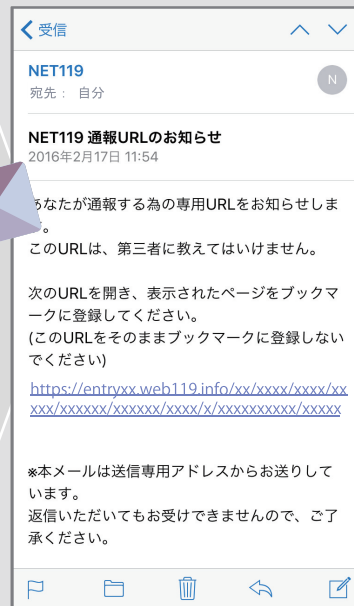 受信
NET119
N
宛先： 自分
NET119 通報URLのお知らせ
2016年2月17日 11:54
あなたが通報する為の専用URLをお知らせしま
。
このURLは、第三者に教えてはいけません。
次のURLを開き、表示されたページをブックマ
ークに登録してください。
(このURLをそのままブックマークに登録しない
でください)
https://entryxx.web119.info/xx/xxxx/xxxx/xx
xxx/xxxxxx/xxxxxx/xxxx/x/xxxxxxxxxx/xxxxx
※本メールは送信専用アドレスからお送りして
います。
返信いただいてもお受けできませんので、ご了
承ください。